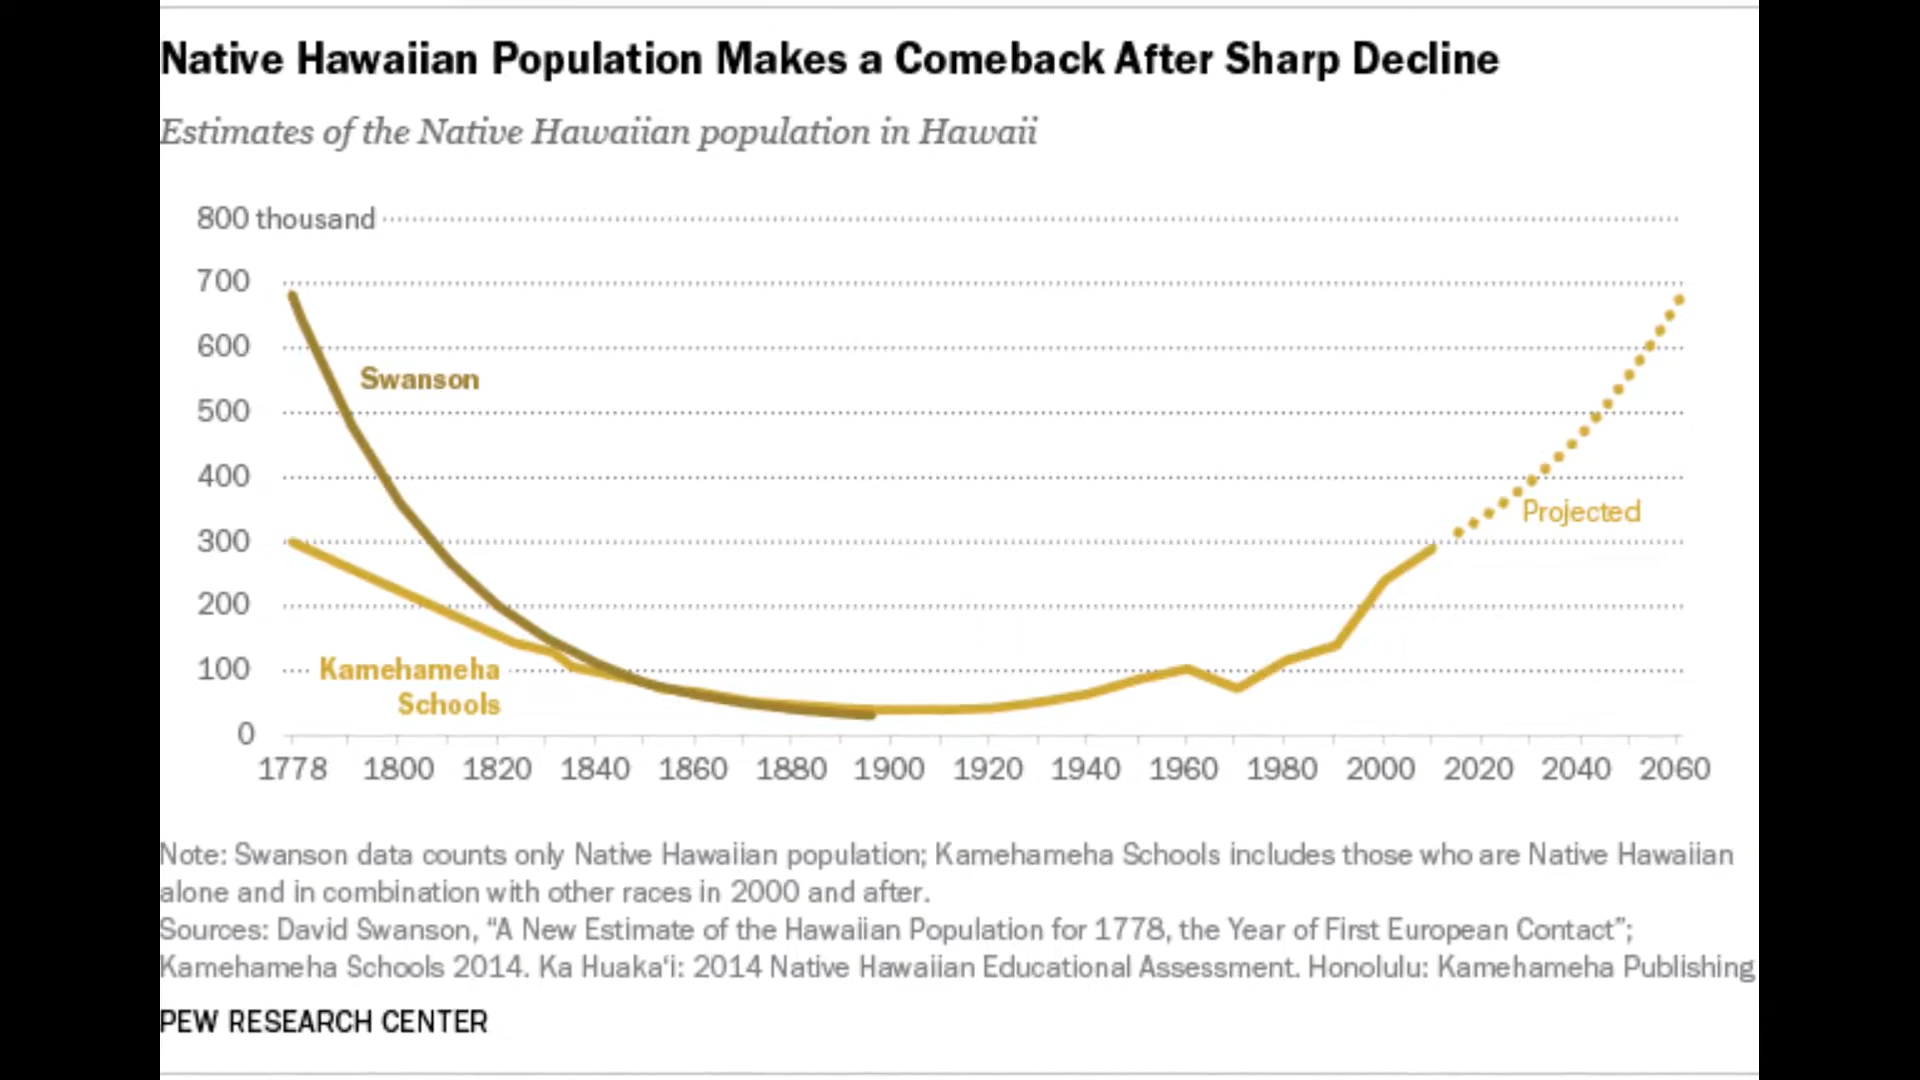 Native Hawaiian Population Makes a Comeback After Sharp Decline
Estimates of the Native Hawaiian population in Hawaii
800 thousand
700
600
Swanson
500
400
Projected
300
200
100
Kamehameha
Schools
0
1778 1800 1820 1840 1860 1880 1900 1920 1940 1960 1980 2000 2020 2040 2060
Note: Swanson data counts only Native Hawaiian population; Kamehameha Schools includes those who are Native Hawaiian
alone and in combination with other races in 2000 and after.
Sources: David Swanson, “A New Estimate of the Hawaiian Population for 1778, the Year of First European Contact”;
Kamehameha Schools 2014. Ka Huaka‘i: 2014 Native Hawaiian Educational Assessment. Honolulu: Kamehameha Publishing
PEW RESEARCH CENTER